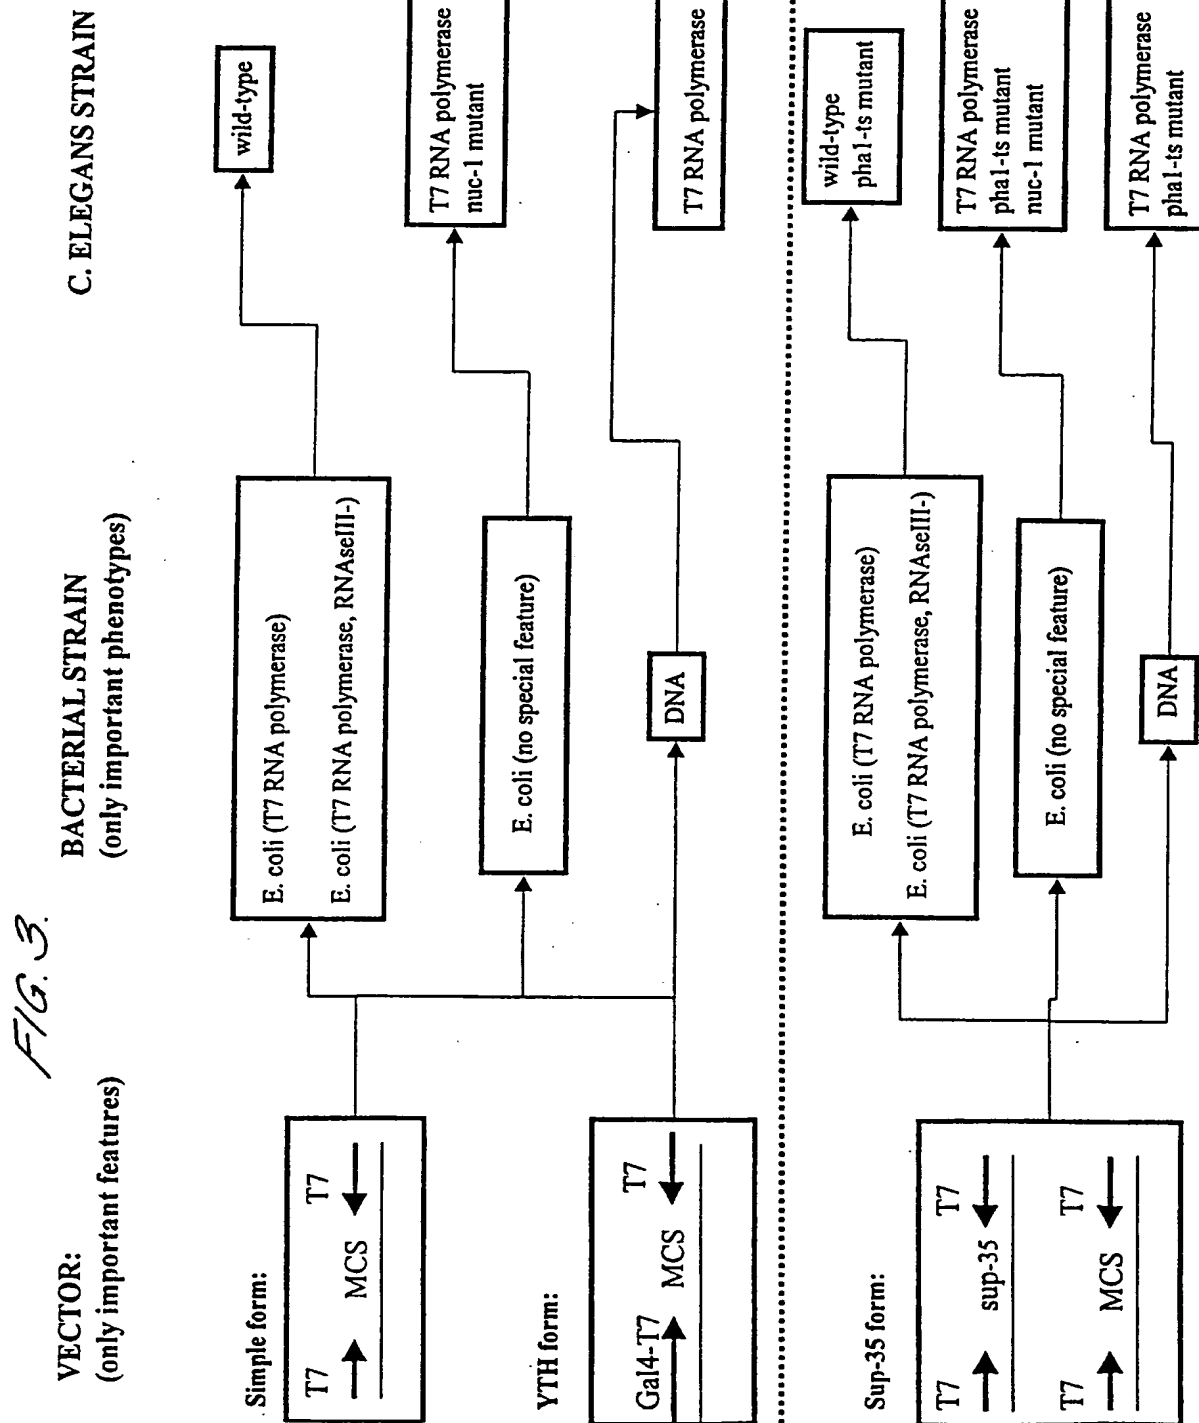 FIG. 3.
VECTOR:
(only important features)
BACTERIAL STRAIN
(only important phenotypes)
C. ELEGANS STRAIN
Simple form:
T7 T7
MCS
E. coli (T7 RNA polymerase)
E. coli (T7 RNA polymerase, RNAseIII-)
wild-type
E. coli (no special feature)
T7 RNA polymerase
nuc-1 mutant
YTH form:
Gal4-T7 T7
MCS
DNA
T7 RNA polymerase
Sup-35 form:
T7 T7
sup-35
T7 T7
MCS
E. coli (T7 RNA polymerase)
E. coli (T7 RNA polymerase, RNAseIII-)
wild-type
pha1-ts mutant
E. coli (no special feature)
T7 RNA polymerase
pha1-ts mutant
nuc-1 mutant
DNA
T7 RNA polymerase
pha1-ts mutant